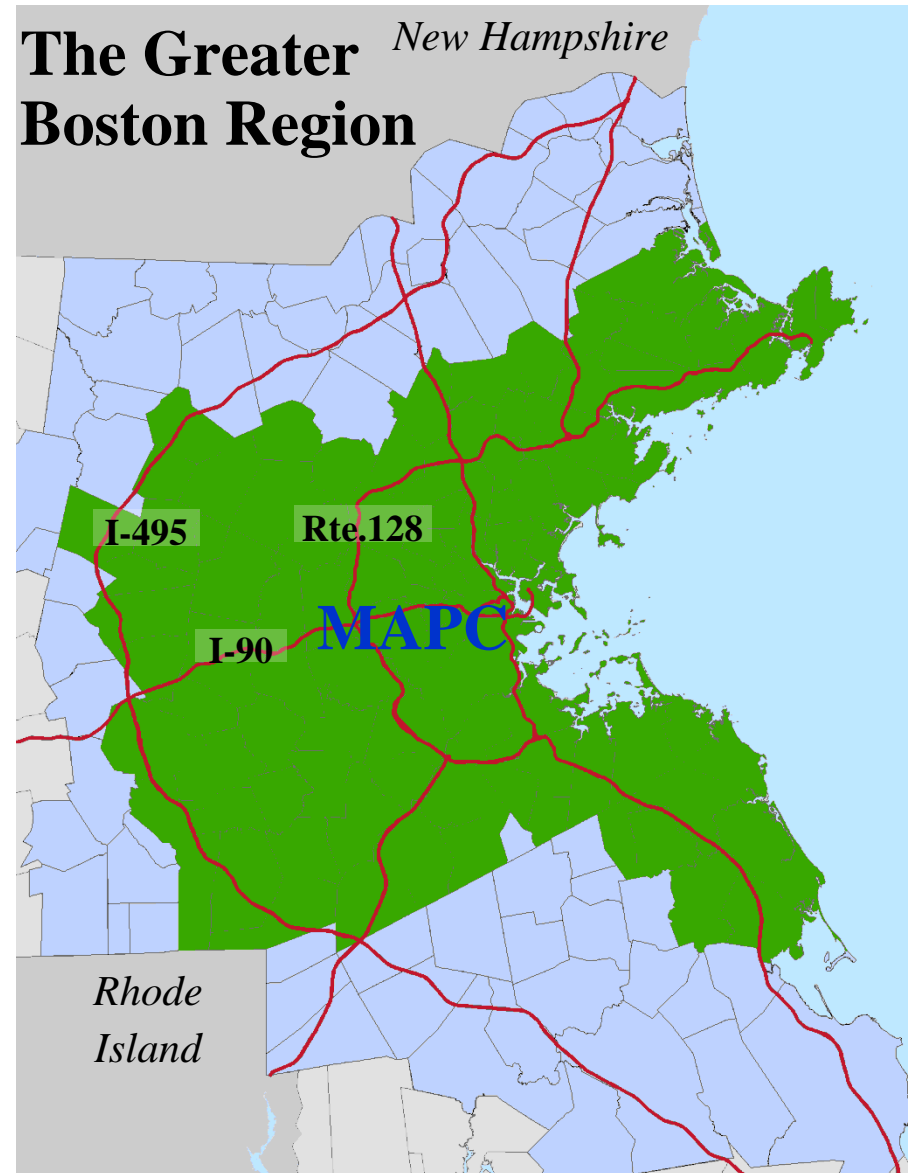 The Greater
Boston Region
New Hampshire
I-495
Rte.128
MAPC
I-90
Rhode
Island